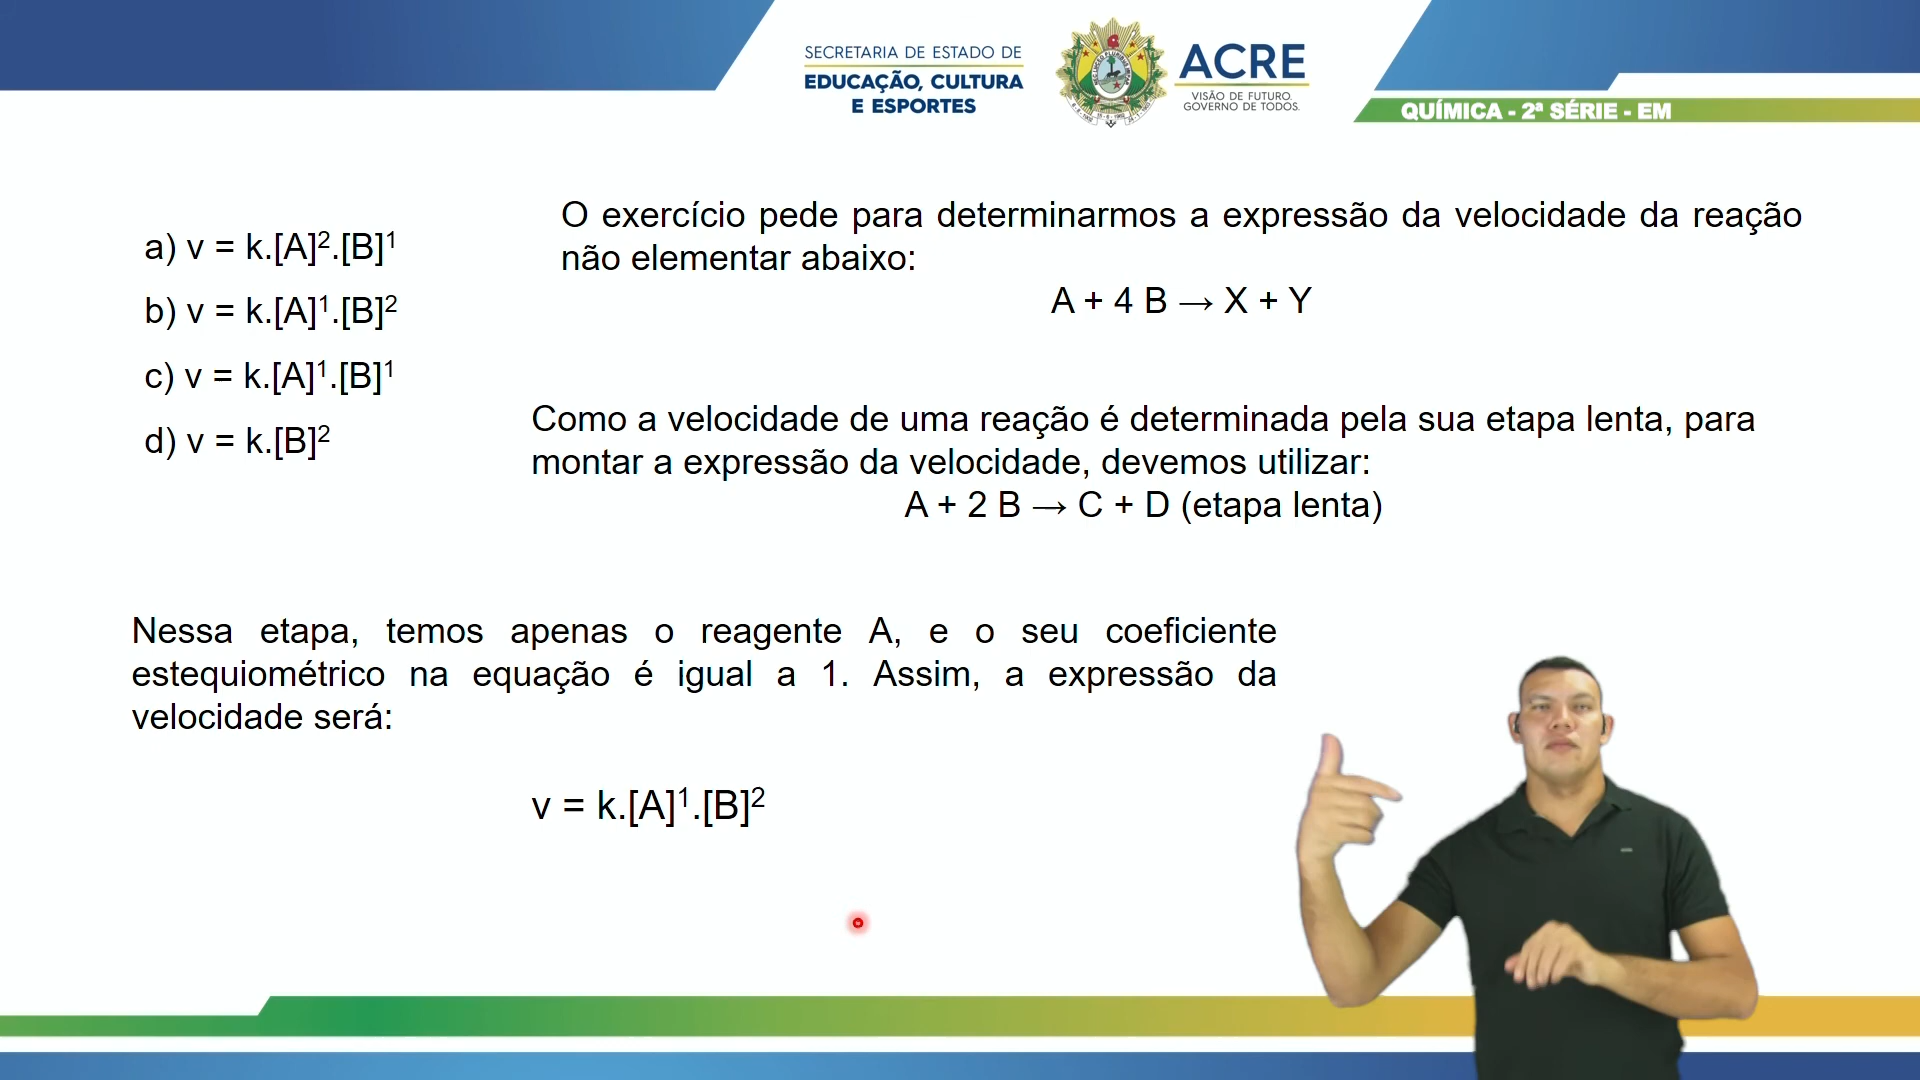 SECRETARIA DE ESTADO DE
EDUCAÇÃO, CULTURA
E ESPORTES
ACRE
VISÃO DE FUTURO.
GOVERNO DE TODOS.
QUÍMICA - 2ª SÉRIE - EM
a) v = k.[A]².[B]¹
b) v = k.[A]¹.[B]²
c) v = k.[A]¹.[B]¹
d) v = k.[B]²
O exercício pede para determinarmos a expressão da velocidade da reação
não elementar abaixo:
A + 4 B → X + Y
Como a velocidade de uma reação é determinada pela sua etapa lenta, para
montar a expressão da velocidade, devemos utilizar:
A + 2 B → C + D (etapa lenta)
Nessa etapa, temos apenas o reagente A, e o seu coeficiente
estequiométrico na equação é igual a 1. Assim, a expressão da
velocidade será:
v = k.[A]¹.[B]²